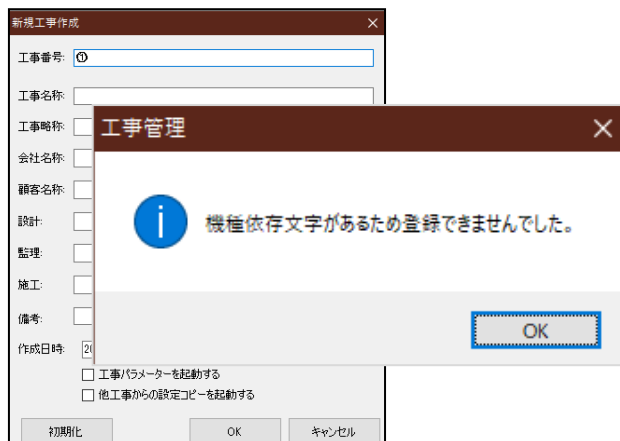 新規工事作成
工事番号: ⓵
工事名称:
工事略称:
会社名称:
顧客名称:
設計:
監理:
施工:
備考:
作成日時: 20
工事パラメーターを起動する
他工事からの設定コピーを起動する
初期化 OK キャンセル
工事管理
機種依存文字があるため登録できませんでした。
OK